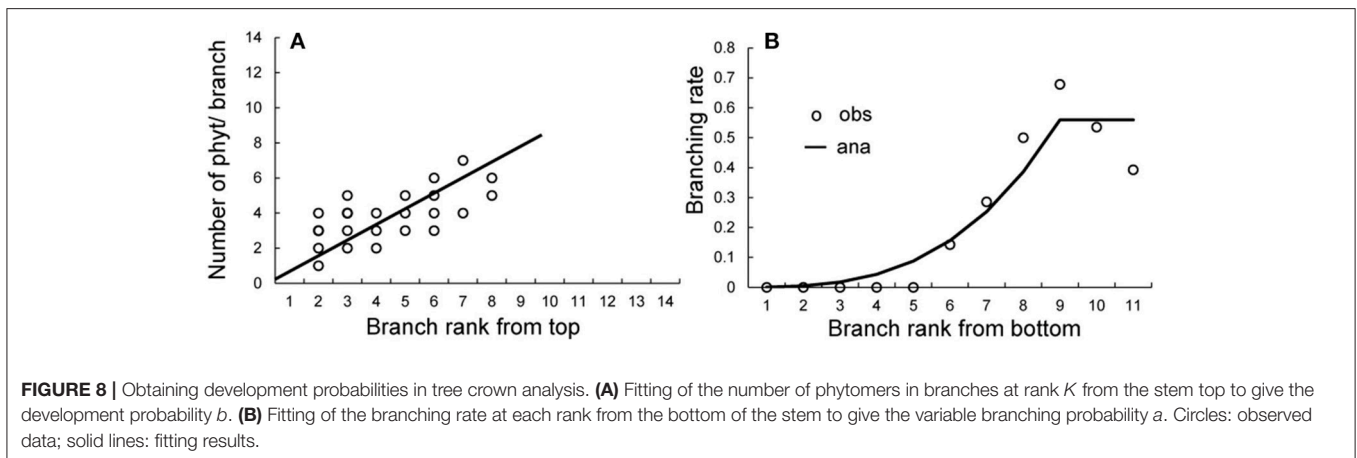 A
Number of phyt/ branch
14
12
10
8
6
4
2
0
1 2 3 4 5 6 7 8 9 10 11 12 13 14
Branch rank from top
B
Branching rate
0.8
0.7
0.6
0.5
0.4
0.3
0.2
0.1
0
obs
ana
1 2 3 4 5 6 7 8 9 10 11
Branch rank from bottom
FIGURE 8 | Obtaining development probabilities in tree crown analysis. (A) Fitting of the number of phytomers in branches at rank K from the stem top to give the
development probability b. (B) Fitting of the branching rate at each rank from the bottom of the stem to give the variable branching probability a. Circles: observed
data; solid lines: fitting results.